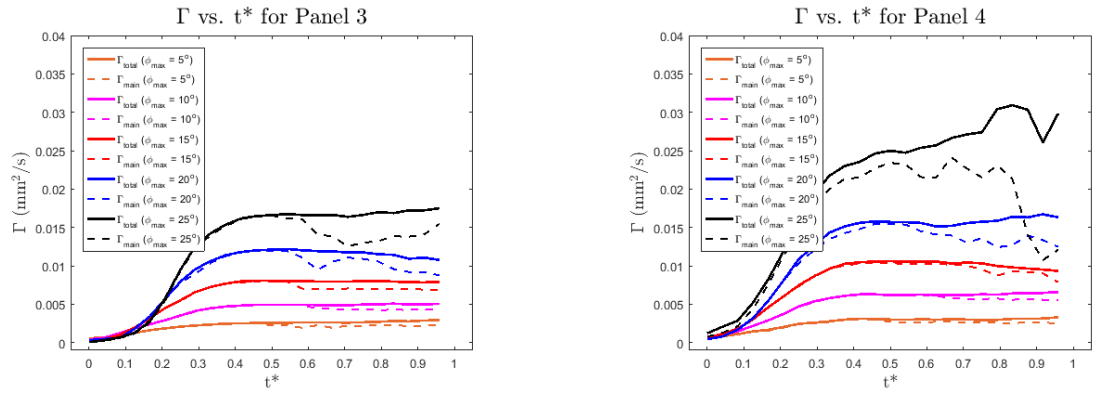 Γ vs. t* for Panel 3
0.04
0.035
0.03
0.025
0.02
0.015
0.01
0.005
0
Γ (mm²/s)
Γtotal (ϕmax = 5°)
Γmain (ϕmax = 5°)
Γtotal (ϕmax = 10°)
Γmain (ϕmax = 10°)
Γtotal (ϕmax = 15°)
Γmain (ϕmax = 15°)
Γtotal (ϕmax = 20°)
Γmain (ϕmax = 20°)
Γtotal (ϕmax = 25°)
Γmain (ϕmax = 25°)
0 0.1 0.2 0.3 0.4 0.5 0.6 0.7 0.8 0.9 1
t*
Γ vs. t* for Panel 4
0.04
0.035
0.03
0.025
0.02
0.015
0.01
0.005
0
Γ (mm²/s)
Γtotal (ϕmax = 5°)
Γmain (ϕmax = 5°)
Γtotal (ϕmax = 10°)
Γmain (ϕmax = 10°)
Γtotal (ϕmax = 15°)
Γmain (ϕmax = 15°)
Γtotal (ϕmax = 20°)
Γmain (ϕmax = 20°)
Γtotal (ϕmax = 25°)
Γmain (ϕmax = 25°)
0 0.1 0.2 0.3 0.4 0.5 0.6 0.7 0.8 0.9 1
t*